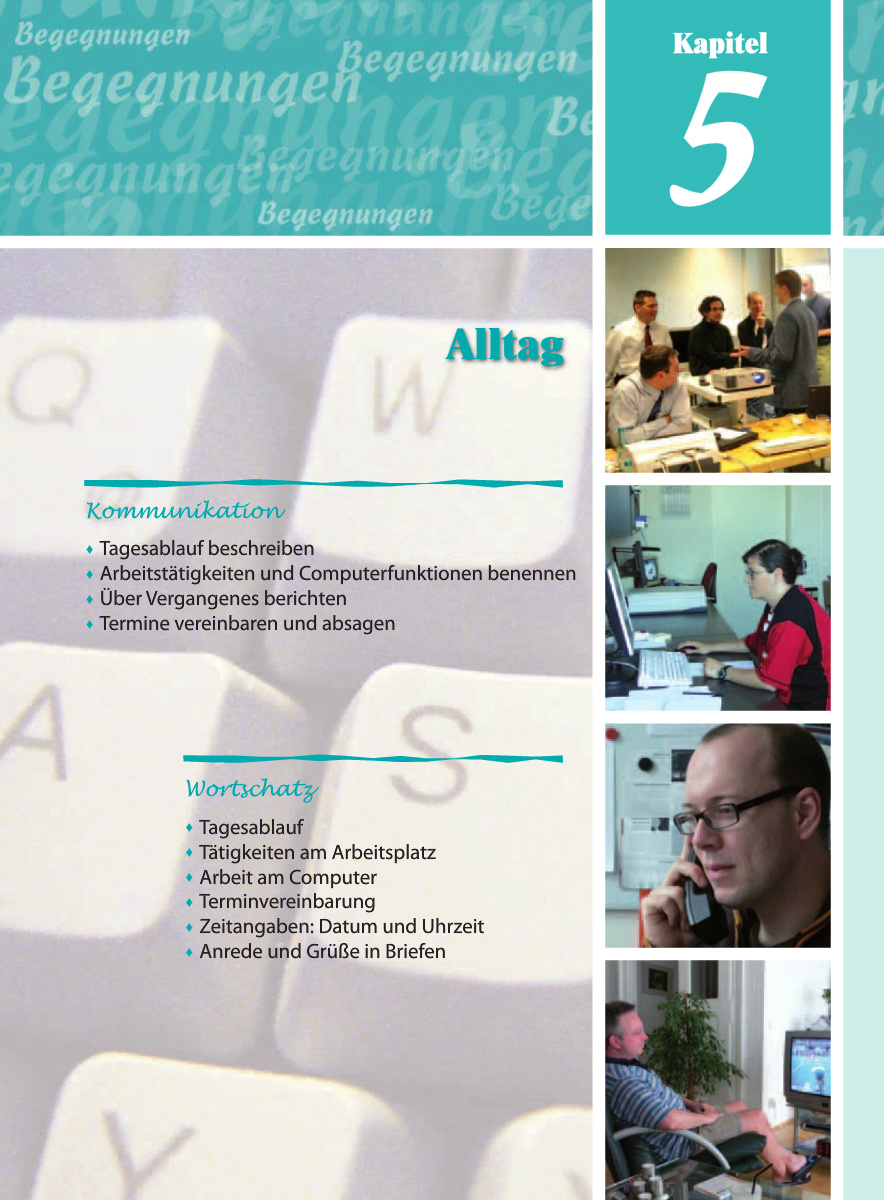 Begegnungen
Begegnungen
Begegnungen
Begegnungen
Begegnungen
Begegnungen
Kapitel
5
Alltag
Q
W
A
S
Y
Kommunikation
♦ Tagesablauf beschreiben
♦ Arbeitstätigkeiten und Computerfunktionen benennen
♦ Über Vergangenes berichten
♦ Termine vereinbaren und absagen
Wortschatz
♦ Tagesablauf
♦ Tätigkeiten am Arbeitsplatz
♦ Arbeit am Computer
♦ Terminvereinbarung
♦ Zeitangaben: Datum und Uhrzeit
♦ Anrede und Grüße in Briefen